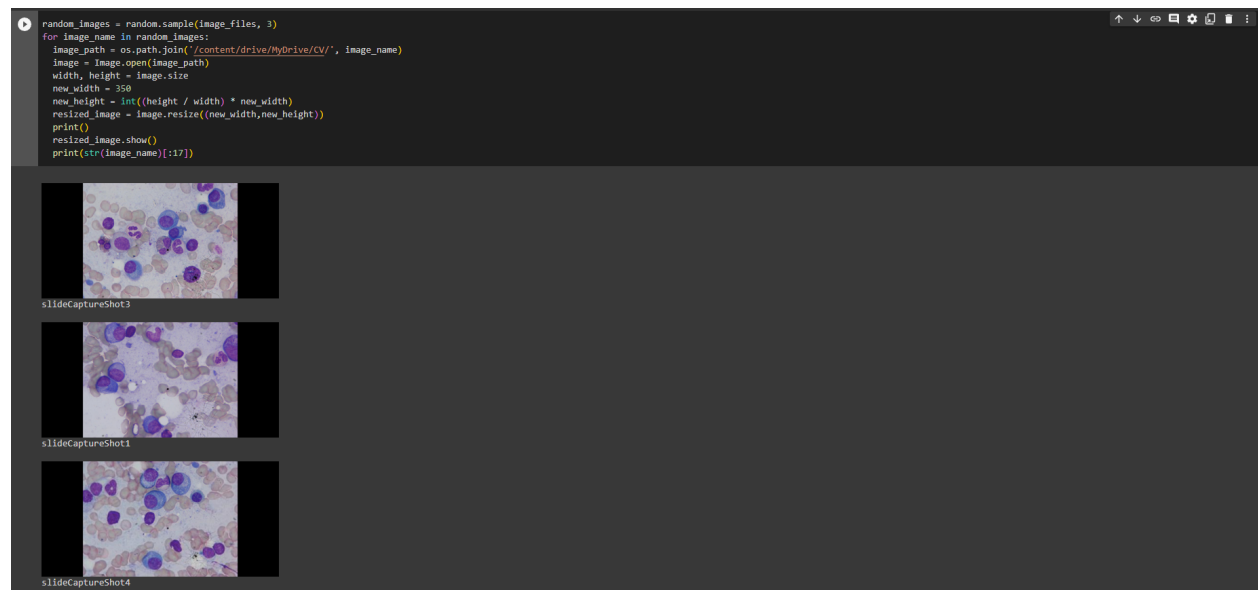 random_images = random.sample(image_files, 3)
for image_name in random_images:
  image_path = os.path.join('/content/drive/MyDrive/CV/', image_name)
  image = Image.open(image_path)
  width, height = image.size
  new_width = 350
  new_height = int((height / width) * new_width)
  resized_image = image.resize((new_width,new_height))
  print()
  resized_image.show()
  print(str(image_name)[:17])
slideCaptureShot3
slideCaptureShot1
slideCaptureShot4